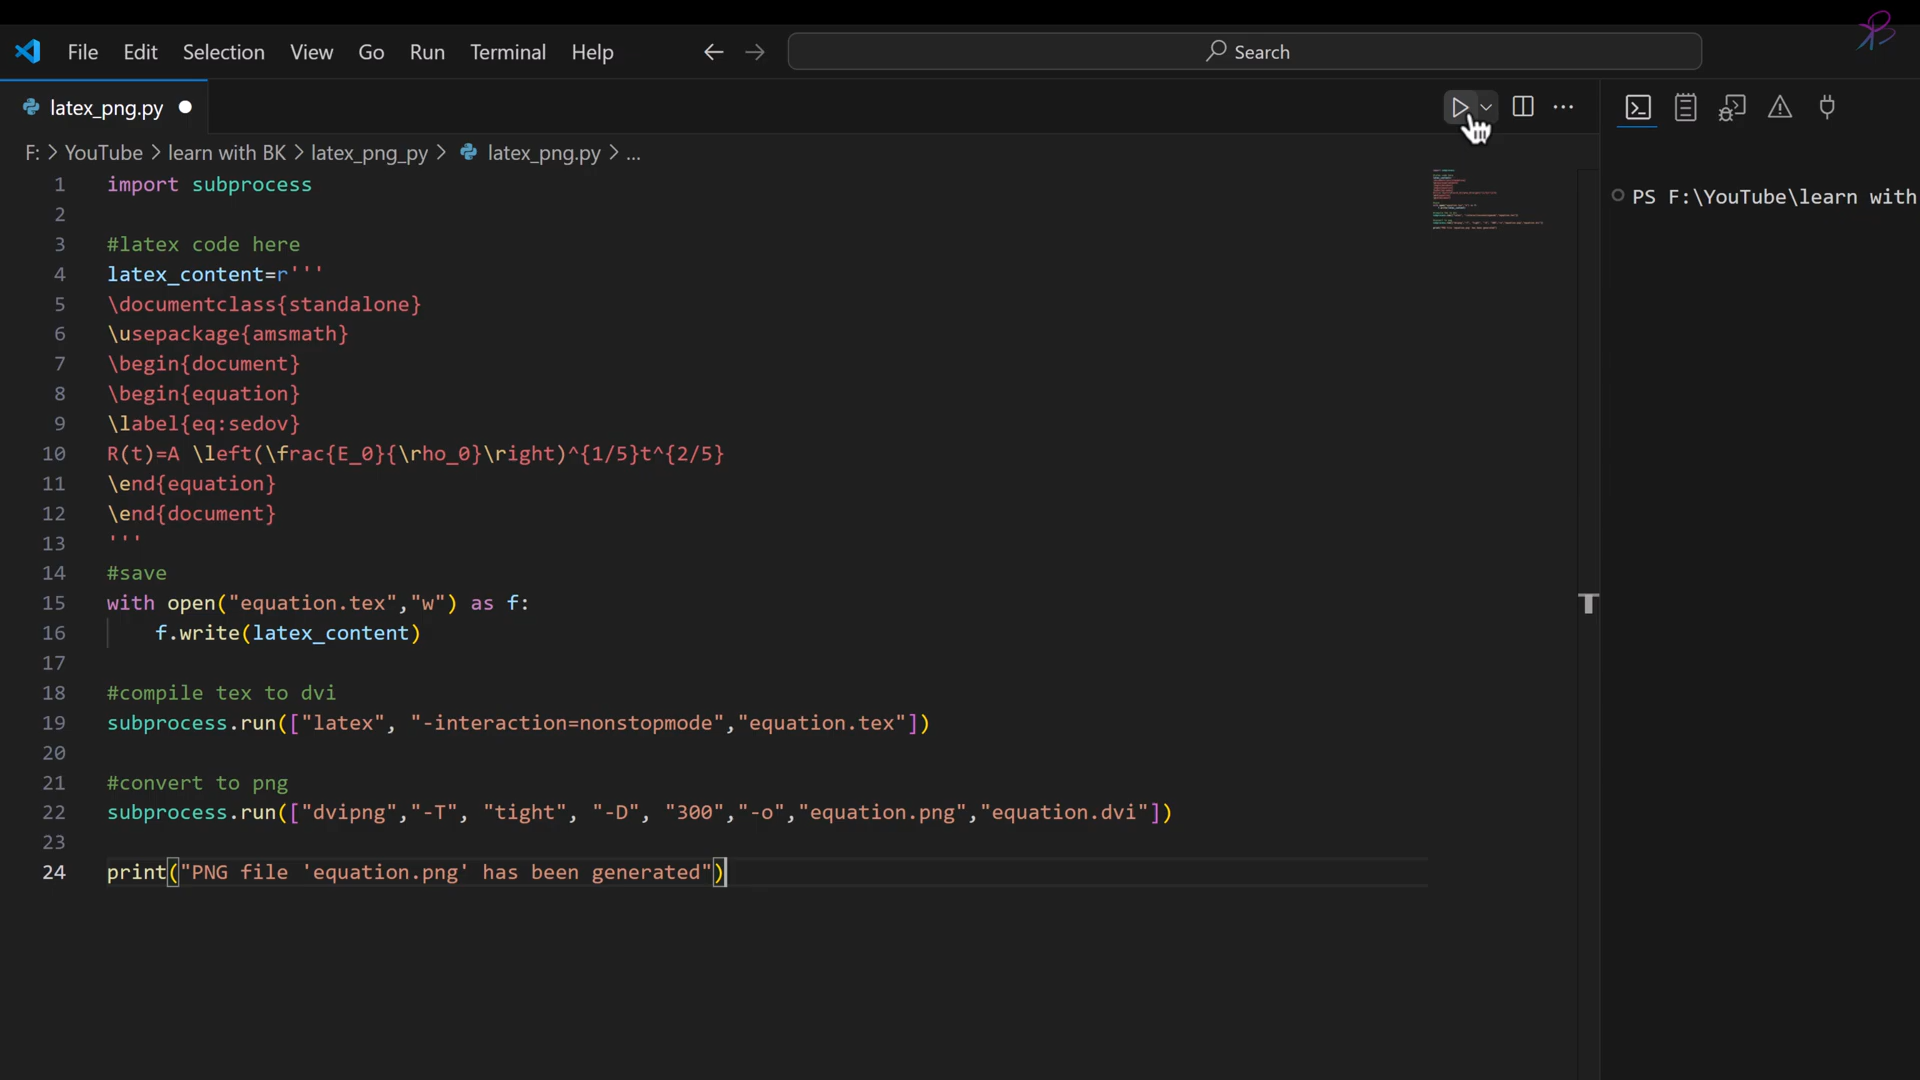 File Edit Selection View Go Run Terminal Help Search
latex_png.py
F: > YouTube > learn with BK > latex_png_py > latex_png.py > ...
1 import subprocess
2
3 #latex code here
4 latex_content=r'''
5 \documentclass{standalone}
6 \usepackage{amsmath}
7 \begin{document}
8 \begin{equation}
9 \label{eq:sedov}
10 R(t)=A \left(\frac{E_0}{\rho_0}\right)^{1/5}t^{2/5}
11 \end{equation}
12 \end{document}
13 '''
14 #save
15 with open("equation.tex","w") as f:
16     f.write(latex_content)
17
18 #compile tex to dvi
19 subprocess.run(["latex", "-interaction=nonstopmode","equation.tex"])
20
21 #convert to png
22 subprocess.run(["dvipng","-T", "tight", "-D", "300","-o","equation.png","equation.dvi"])
23
24 print("PNG file 'equation.png' has been generated")
PS F:\YouTube\learn with